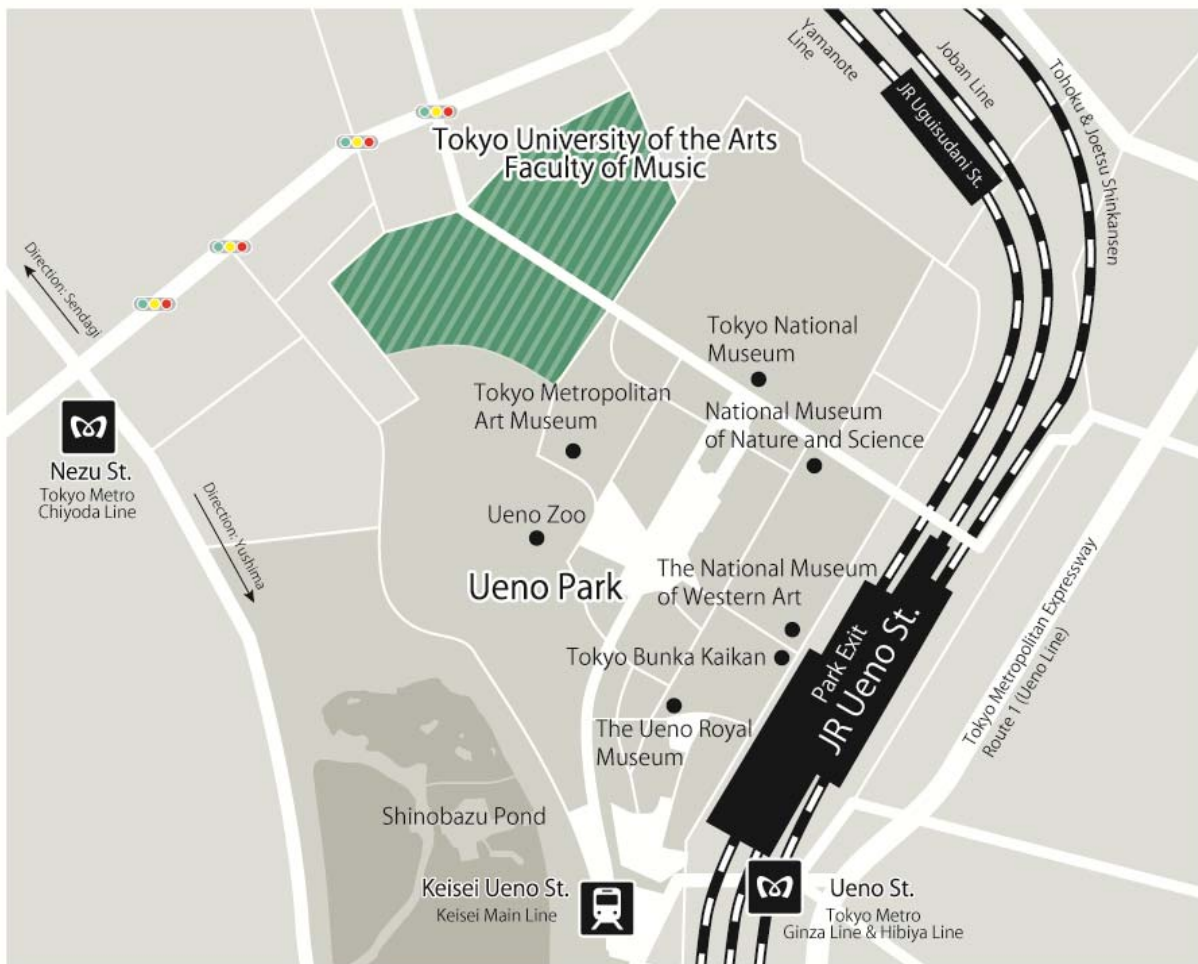 Yamanote
Line
Joban Line
Tohoku & Joetsu Shinkansen
JR Uguisudani St.
Tokyo University of the Arts
Faculty of Music
Direction: Sendagi
Tokyo National
Museum
Tokyo Metropolitan
Art Museum
National Museum
of Nature and Science
Nezu St.
Tokyo Metro
Chiyoda Line
Direction: Yushima
Ueno Zoo
Ueno Park
The National Museum
of Western Art
Tokyo Bunka Kaikan
Park Exit
JR Ueno St.
Tokyo Metropolitan Expressway
Route 1 (Ueno Line)
The Ueno Royal
Museum
Shinobazu Pond
Keisei Ueno St.
Keisei Main Line
Ueno St.
Tokyo Metro
Ginza Line & Hibiya Line